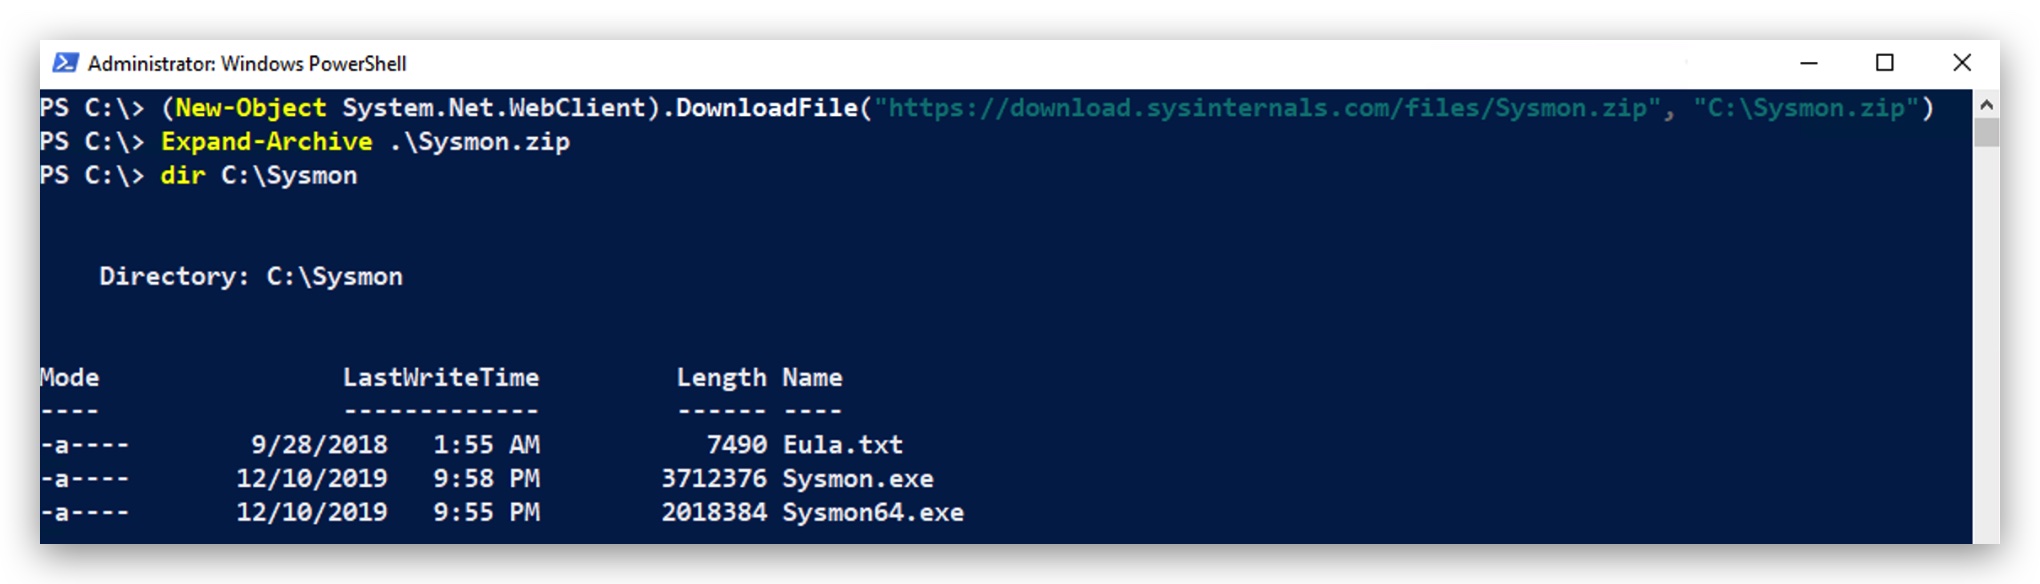 Administrator: Windows PowerShell
PS C:\> (New-Object System.Net.WebClient).DownloadFile("https://download.sysinternals.com/files/Sysmon.zip", "C:\Sysmon.zip")
PS C:\> Expand-Archive .\Sysmon.zip
PS C:\> dir C:\Sysmon
Directory: C:\Sysmon
Mode LastWriteTime Length Name
---- ------------- ------ ----
-a---- 9/28/2018 1:55 AM 7490 Eula.txt
-a---- 12/10/2019 9:58 PM 3712376 Sysmon.exe
-a---- 12/10/2019 9:55 PM 2018384 Sysmon64.exe